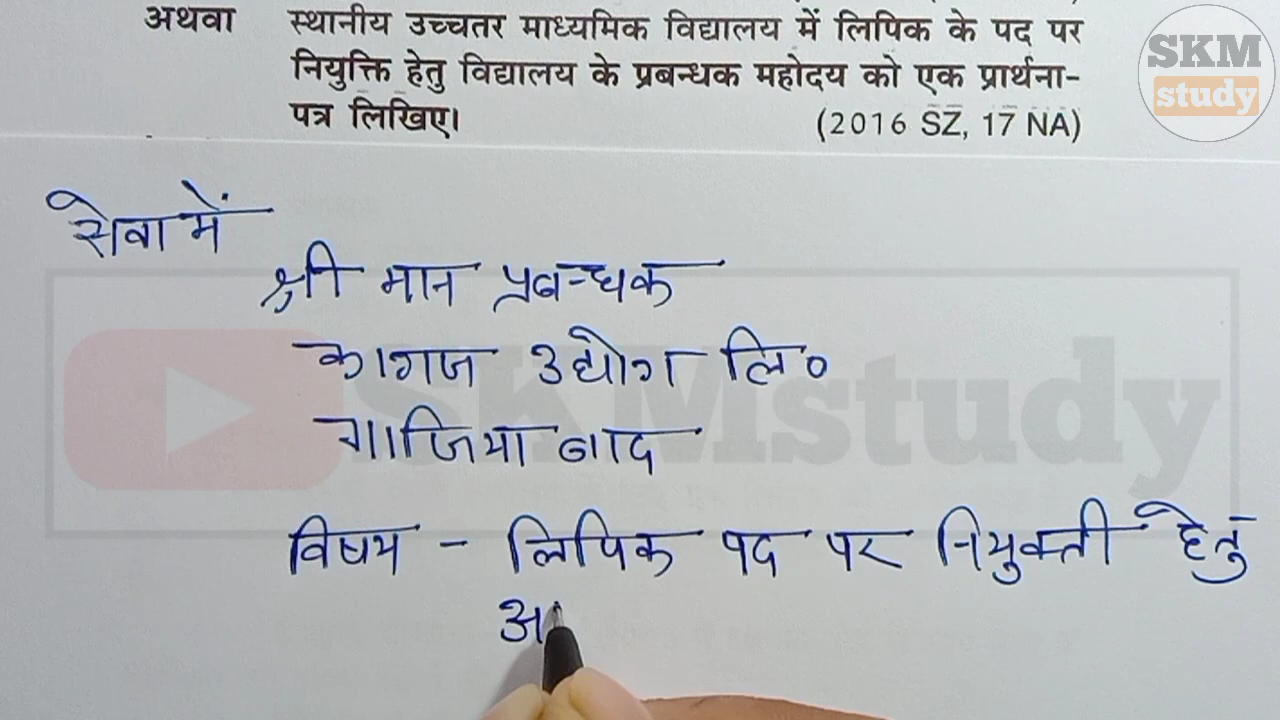 अथवा स्थानीय उच्चतर माध्यमिक विद्यालय में लिपिक के पद पर
नियुक्ति हेतु विद्यालय के प्रबन्धक महोदय को एक प्रार्थना-
पत्र लिखिए। (2016 SZ, 17 NA)
SKM
study
सेवा में
श्री मान प्रबन्धक
कागज उद्योग लि०
गाजियाबाद
विषय - लिपिक पद पर नियुक्ती हेतु
अ
SKMstudy